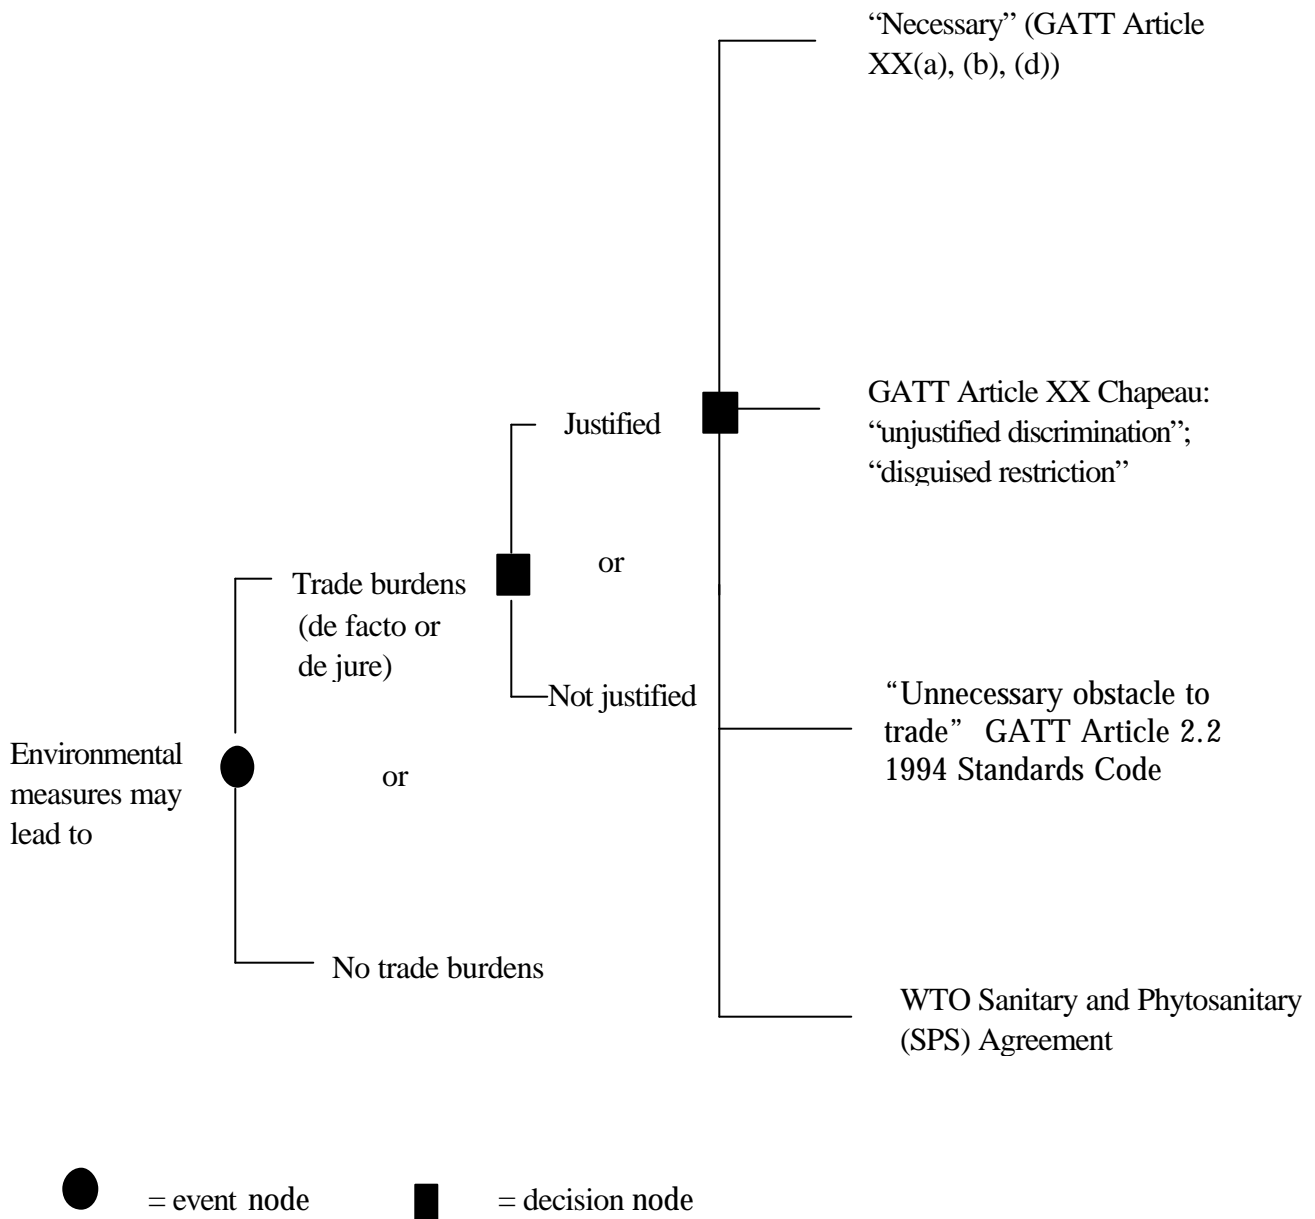 “Necessary” (GATT Article
XX(a), (b), (d))
GATT Article XX Chapeau:
“unjustified discrimination”;
“disguised restriction”
Justified
or
Trade burdens
(de facto or
de jure)
Not justified
“Unnecessary obstacle to
trade” GATT Article 2.2
1994 Standards Code
Environmental
measures may
lead to
or
No trade burdens
WTO Sanitary and Phytosanitary
(SPS) Agreement
= event node
= decision node